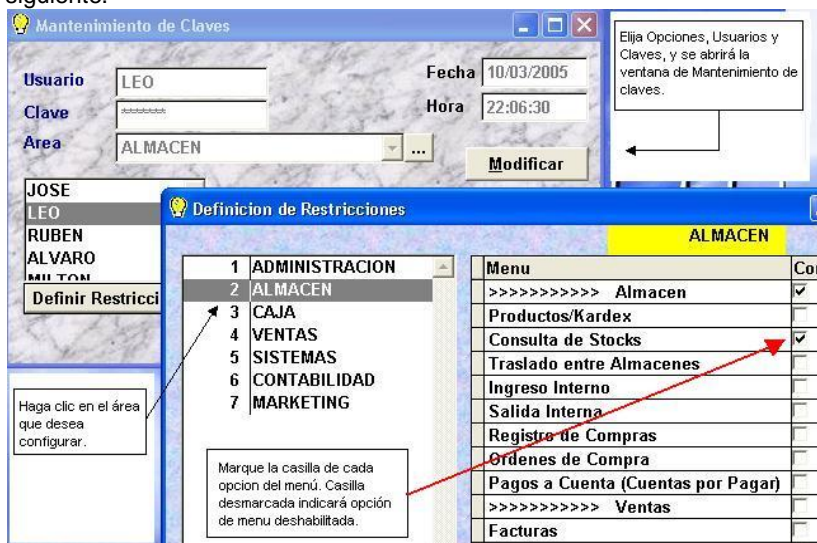 siguiente:
Mantenimiento de Claves
Elija Opciones, Usuarios y
Claves, y se abrirá la
ventana de Mantenimiento de
claves.
Usuario LEO
Fecha 10/03/2005
Clave *******
Hora 22:06:30
Area ALMACEN ...
Modificar
JOSE
LEO
RUBEN
ALVARO
MILTON
Definir Restricci
Definicion de Restricciones
ALMACEN
1 ADMINISTRACION
2 ALMACEN
3 CAJA
4 VENTAS
5 SISTEMAS
6 CONTABILIDAD
7 MARKETING
Menu Con
>>>>>>>>>>> Almacen
Productos/Kardex
Consulta de Stocks
Traslado entre Almacenes
Ingreso Interno
Salida Interna
Registro de Compras
Ordenes de Compra
Pagos a Cuenta (Cuentas por Pagar)
>>>>>>>>>>> Ventas
Facturas
Haga clic en el área
que desea
configurar.
Marque la casilla de cada
opcion del menú. Casilla
desmarcada indicará opción
de menu deshabilitada.